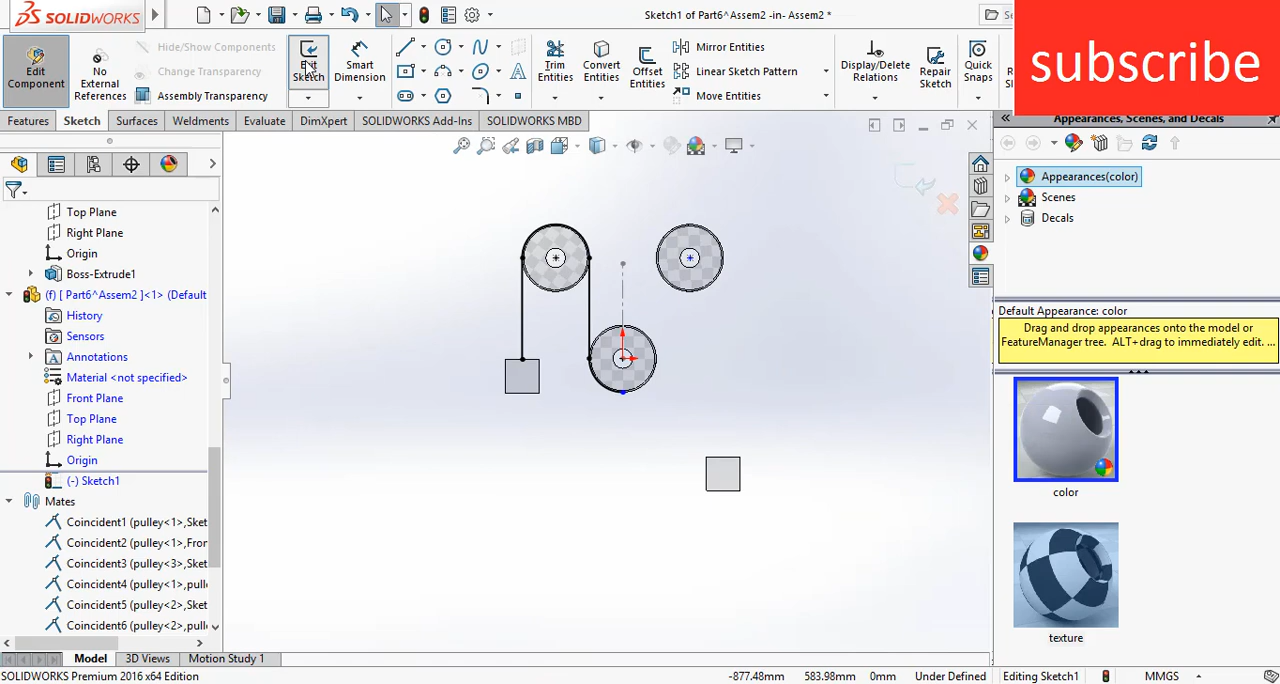 SOLIDWORKS
Sketch1 of Part6^Assem2 -in- Assem2 *
subscribe
Edit Component
No External References
Hide/Show Components
Change Transparency
Assembly Transparency
Exit Sketch
Smart Dimension
Trim Entities
Convert Entities
Offset Entities
Mirror Entities
Linear Sketch Pattern
Move Entities
Display/Delete Relations
Repair Sketch
Quick Snaps
Features
Sketch
Surfaces
Weldments
Evaluate
DimXpert
SOLIDWORKS Add-Ins
SOLIDWORKS MBD
Appearances, Scenes, and Decals
Top Plane
Right Plane
Origin
Boss-Extrude1
(f) [ Part6^Assem2 ]<1> (Default
History
Sensors
Annotations
Material <not specified>
Front Plane
Top Plane
Right Plane
Origin
(-) Sketch1
Mates
Coincident1 (pulley<1>,Sket
Coincident2 (pulley<1>,Fron
Coincident3 (pulley<3>,Sket
Coincident4 (pulley<1>,pull
Coincident5 (pulley<2>,Sket
Coincident6 (pulley<2>,pull
Appearances(color)
Scenes
Decals
Default Appearance: color
Drag and drop appearances onto the model or
FeatureManager tree. ALT+drag to immediately edit. ...
color
texture
Model
3D Views
Motion Study 1
SOLIDWORKS Premium 2016 x64 Edition
-877.48mm
583.98mm
0mm
Under Defined
Editing Sketch1
MMGS